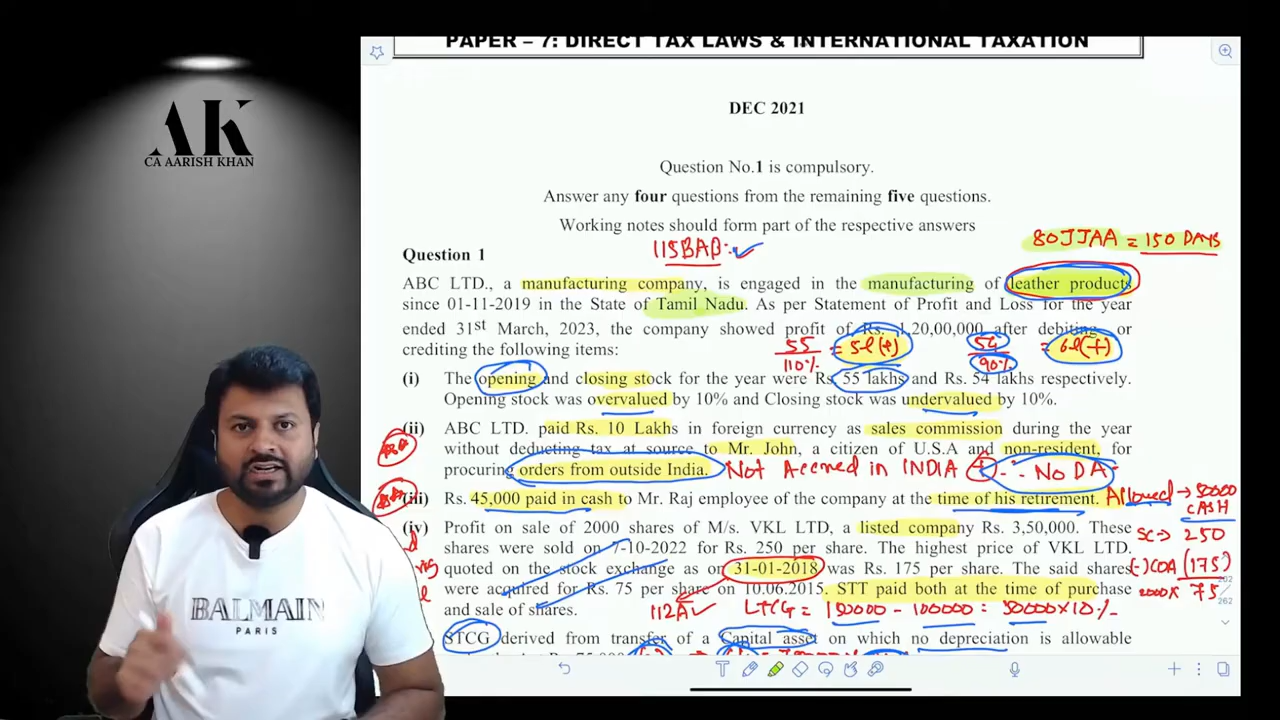 PAPER – 7: DIRECT TAX LAWS & INTERNATIONAL TAXATION
AK
CA AARISH KHAN
DEC 2021
Question No.1 is compulsory.
Answer any four questions from the remaining five questions.
Working notes should form part of the respective answers
115BAB
80JJAA = 150 DAYS
Question 1
ABC LTD., a manufacturing company, is engaged in the manufacturing of leather products
since 01-11-2019 in the State of Tamil Nadu. As per Statement of Profit and Loss for the year
ended 31st March, 2023, the company showed profit of Rs. 1,20,00,000 after debiting or
crediting the following items:
55 / 110% = 5L(+) 54 / 90% = 6L(+)
(i) The opening and closing stock for the year were Rs. 55 lakhs and Rs. 54 lakhs respectively.
Opening stock was overvalued by 10% and Closing stock was undervalued by 10%.
(ii) ABC LTD. paid Rs. 10 Lakhs in foreign currency as sales commission during the year
without deducting tax at source to Mr. John, a citizen of U.S.A and non-resident, for
procuring orders from outside India. Not Accrued in INDIA ∴ NO DA
(iii) Rs. 45,000 paid in cash to Mr. Raj employee of the company at the time of his retirement. Allowed → 50000
CASH
(iv) Profit on sale of 2000 shares of M/s. VKL LTD, a listed company Rs. 3,50,000. These
SC → 250
shares were sold on 7-10-2022 for Rs. 250 per share. The highest price of VKL LTD.
quoted on the stock exchange as on 31-01-2018 was Rs. 175 per share. The said shares
(-) COA (175)
were acquired for Rs. 75 per share on 10.06.2015. STT paid both at the time of purchase
2000 x 75
and sale of shares.
112A LTCG = 150000 - 100000 = 50000 x 10%
STCG derived from transfer of a Capital asset on which no depreciation is allowable
202
262
BALMAIN
PARIS